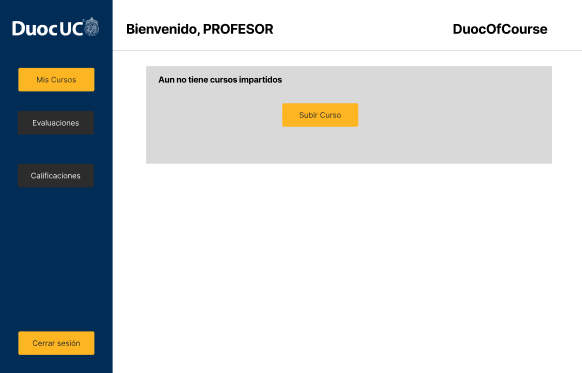 DuocUC
Bienvenido, PROFESOR
DuocOfCourse
Mis Cursos
Evaluaciones
Calificaciones
Cerrar sesión
Aun no tiene cursos impartidos
Subir Curso